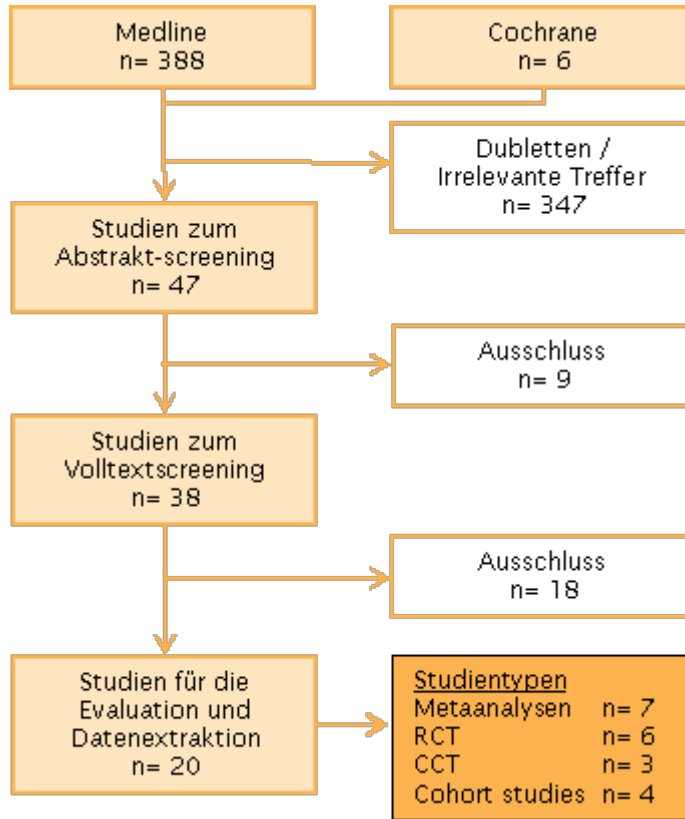 Medline
n= 388
Cochrane
n= 6
Dubletten /
Irrelevante Treffer
n= 347
Studien zum
Abstrakt-screening
n= 47
Ausschluss
n= 9
Studien zum
Volltextscreening
n= 38
Ausschluss
n= 18
Studien für die
Evaluation und
Datenextraktion
n= 20
Studientypen
Metaanalysen n= 7
RCT n= 6
CCT n= 3
Cohort studies n= 4